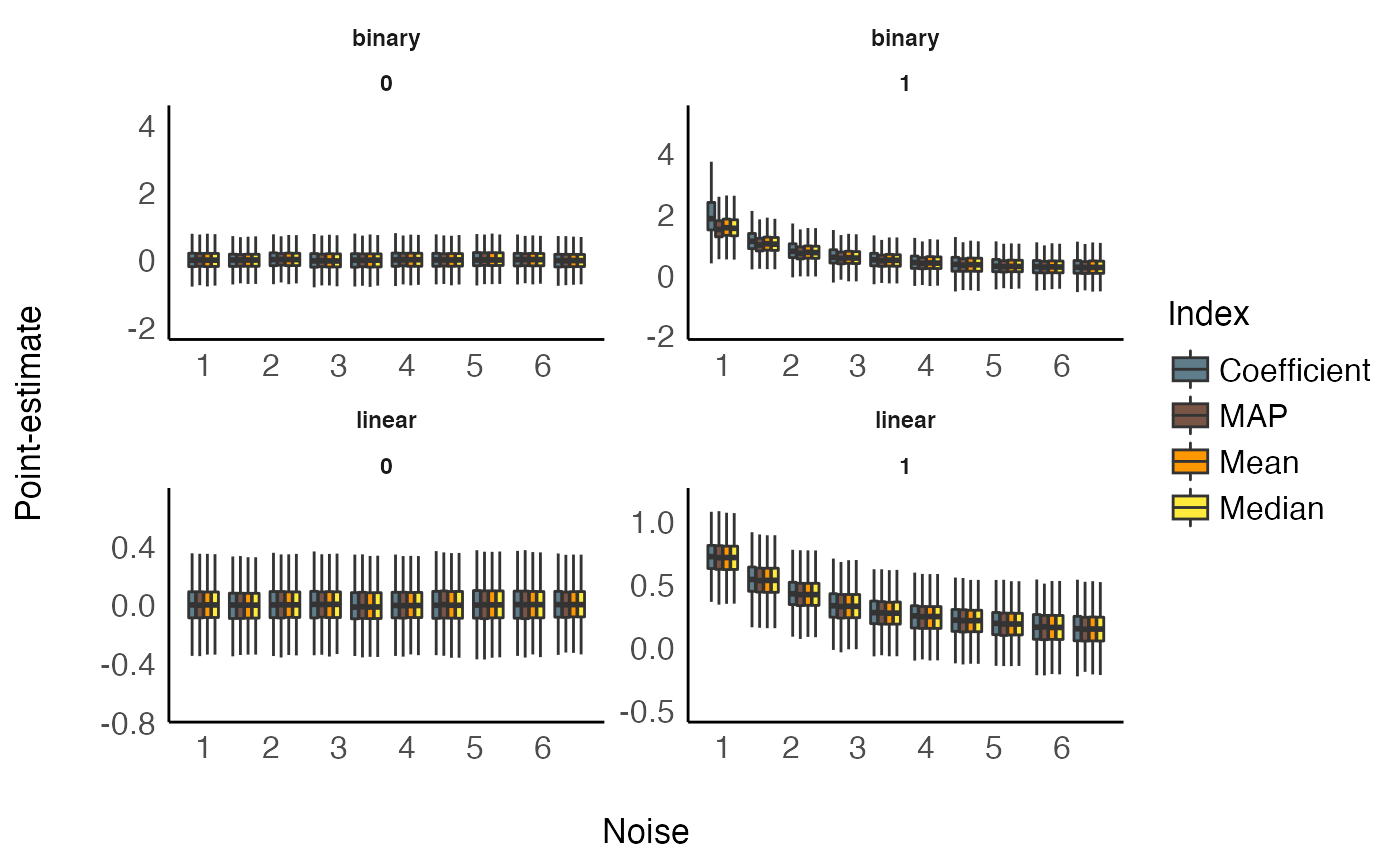 binary
0
4
2
0
-2
1 2 3 4 5 6
binary
1
4
2
0
-2
1 2 3 4 5 6
linear
0
0.4
0.0
-0.4
-0.8
1 2 3 4 5 6
linear
1
1.0
0.5
0.0
-0.5
1 2 3 4 5 6
Point-estimate
Noise
Index
Coefficient
MAP
Mean
Median